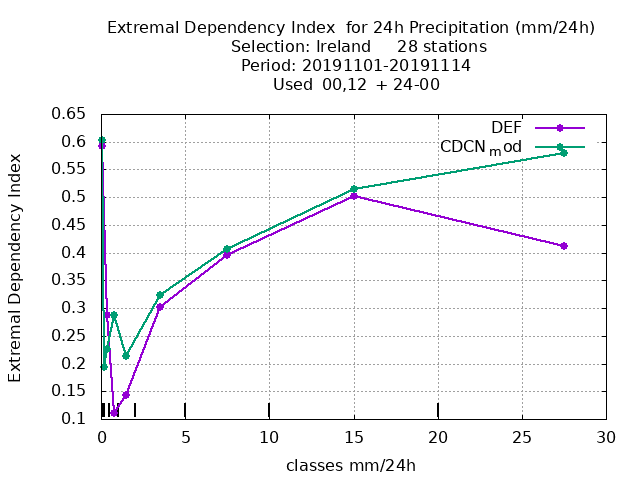 Extremal Dependency Index  for 24h Precipitation (mm/24h)
Selection: Ireland     28 stations
Period: 20191101-20191114
Used  00,12  + 24-00
DEF
CDCN_mod
Extremal Dependency Index
0.65
0.6
0.55
0.5
0.45
0.4
0.35
0.3
0.25
0.2
0.15
0.1
0 5 10 15 20 25 30
classes mm/24h